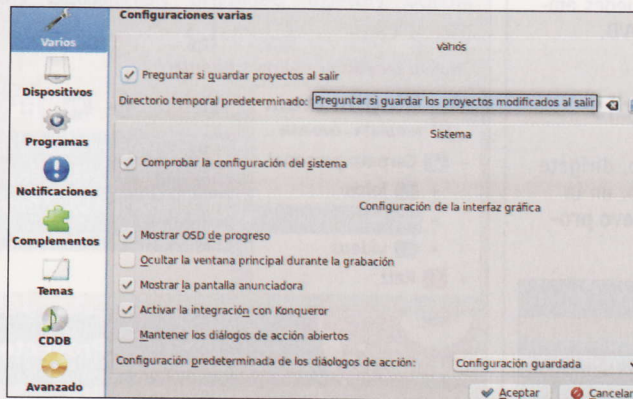 Configuraciones varias
Varios
Dispositivos
Programas
Notificaciones
Complementos
Temas
CDDB
Avanzado
Varios
Preguntar si guardar proyectos al salir
Directorio temporal predeterminado: Preguntar si guardar los proyectos modificados al salir
Sistema
Comprobar la configuración del sistema
Configuración de la interfaz gráfica
Mostrar OSD de progreso
Ocultar la ventana principal durante la grabación
Mostrar la pantalla anunciadora
Activar la integración con Konqueror
Mantener los diálogos de acción abiertos
Configuración predeterminada de los diáologos de acción: Configuración guardada
Aceptar Cancelar